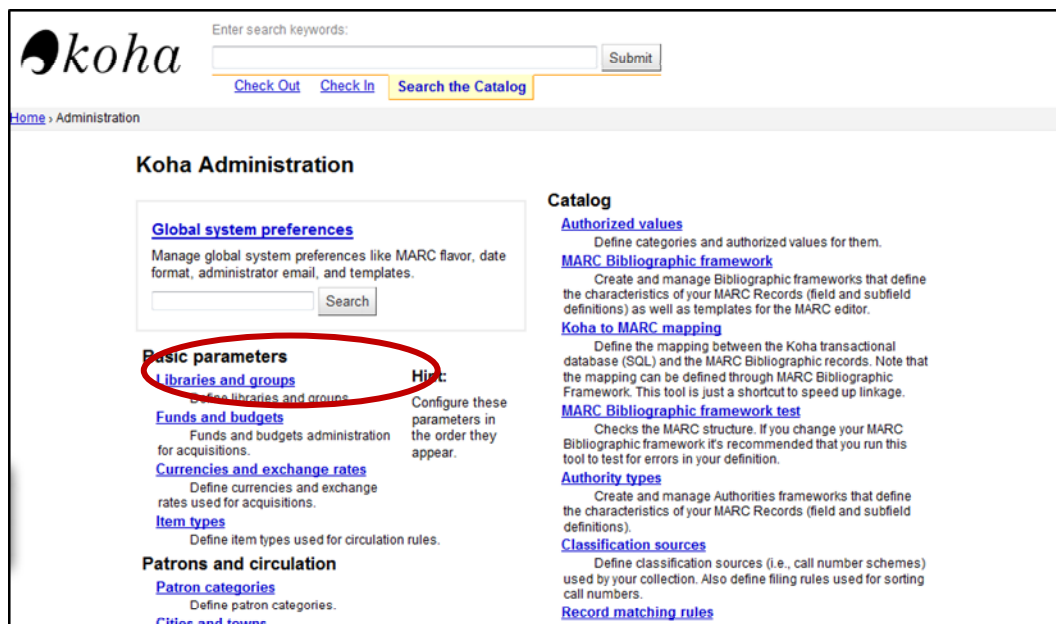 koha
Enter search keywords:
Submit
Check Out Check In Search the Catalog
Home › Administration
Koha Administration
Global system preferences
Manage global system preferences like MARC flavor, date
format, administrator email, and templates.
Search
Basic parameters
Libraries and groups
Define libraries and groups.
Funds and budgets
Funds and budgets administration
for acquisitions.
Currencies and exchange rates
Define currencies and exchange
rates used for acquisitions.
Item types
Define item types used for circulation rules.
Hint:
Configure these
parameters in
the order they
appear.
Patrons and circulation
Patron categories
Define patron categories.
Cities and towns
Catalog
Authorized values
Define categories and authorized values for them.
MARC Bibliographic framework
Create and manage Bibliographic frameworks that define
the characteristics of your MARC Records (field and subfield
definitions) as well as templates for the MARC editor.
Koha to MARC mapping
Define the mapping between the Koha transactional
database (SQL) and the MARC Bibliographic records. Note that
the mapping can be defined through MARC Bibliographic
Framework. This tool is just a shortcut to speed up linkage.
MARC Bibliographic framework test
Checks the MARC structure. If you change your MARC
Bibliographic framework it's recommended that you run this
tool to test for errors in your definition.
Authority types
Create and manage Authorities frameworks that define
the characteristics of your MARC Records (field and subfield
definitions).
Classification sources
Define classification sources (i.e., call number schemes)
used by your collection. Also define filing rules used for sorting
call numbers.
Record matching rules